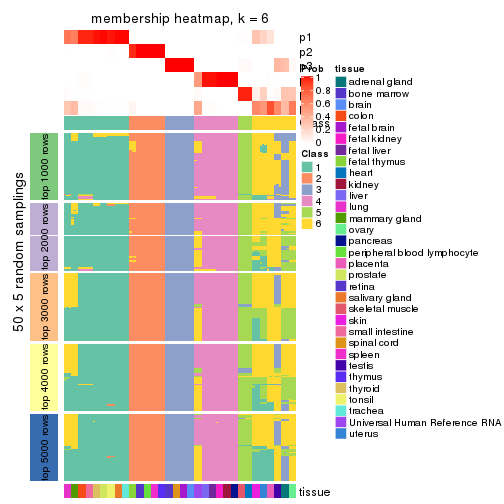 membership heatmap, k = 6
p1
p2
p3
Prob
1
0.8
0.6
0.4
0.2
0
Class
1
2
3
4
5
6
50 x 5 random samplings
top 1000 rows
top 2000 rows
top 3000 rows
top 4000 rows
top 5000 rows
tissue
tissue
adrenal gland
bone marrow
brain
colon
fetal brain
fetal kidney
fetal liver
fetal thymus
heart
kidney
liver
lung
mammary gland
ovary
pancreas
peripheral blood lymphocyte
placenta
prostate
retina
salivary gland
skeletal muscle
skin
small intestine
spinal cord
spleen
testis
thymus
thyroid
tonsil
trachea
Universal Human Reference RNA
uterus